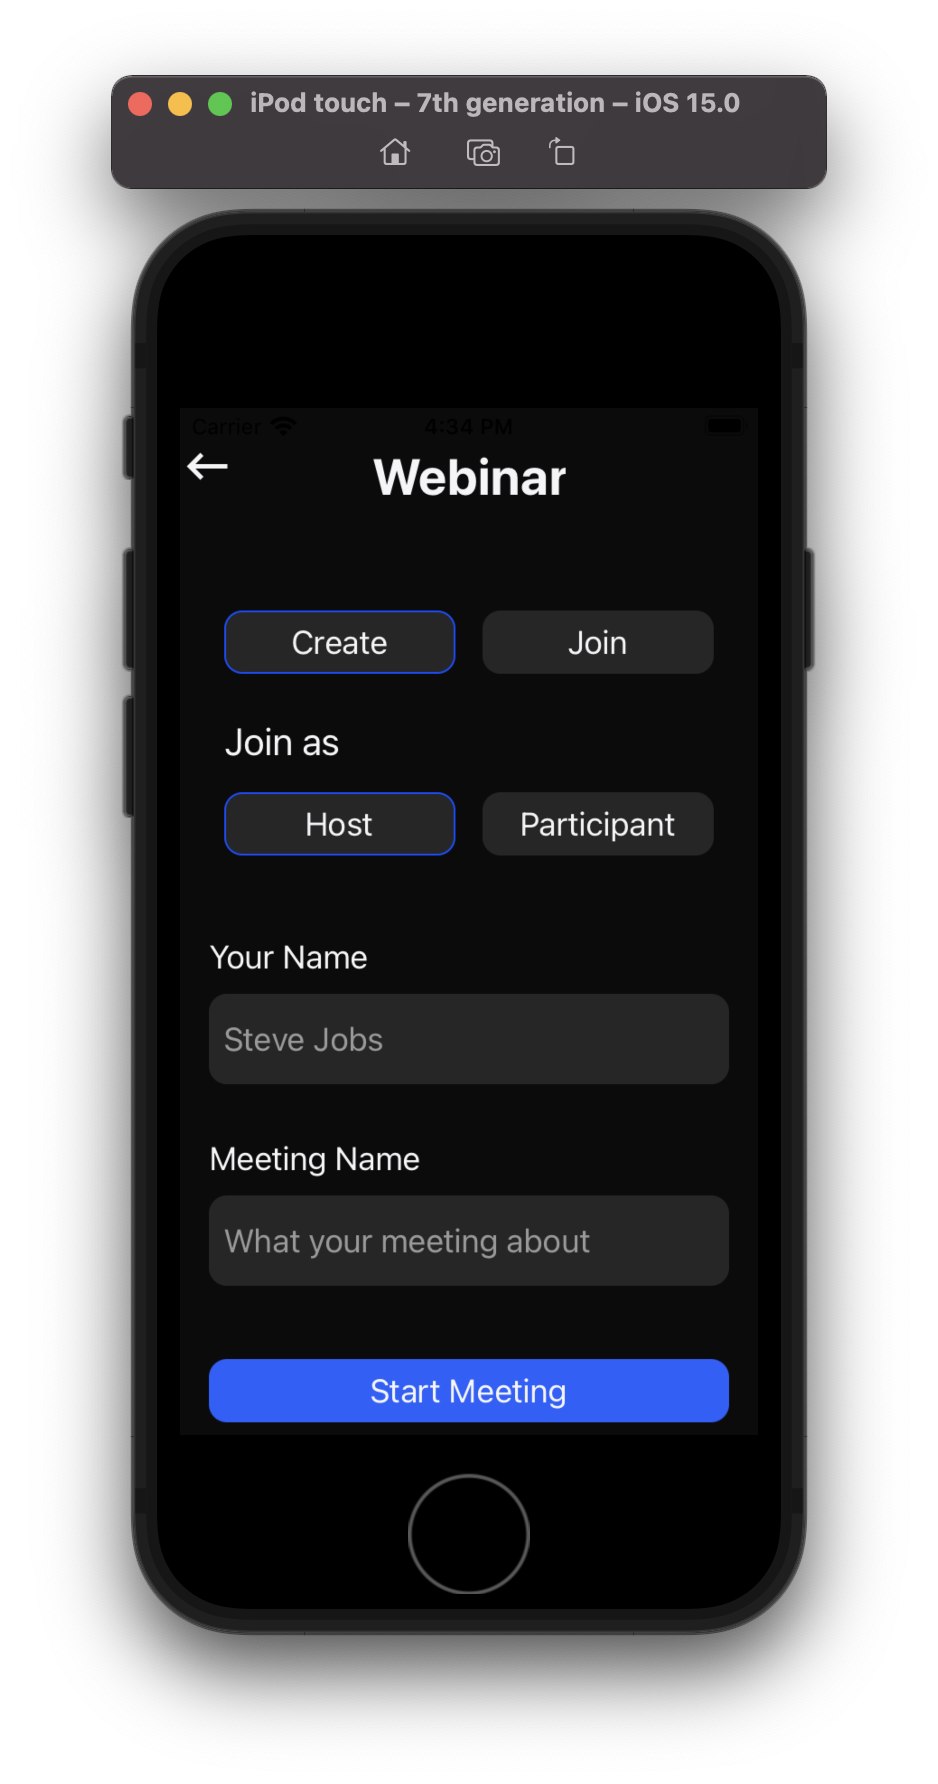 iPod touch – 7th generation – iOS 15.0
Carrier 4:34 PM
Webinar
Create Join
Join as
Host Participant
Your Name
Steve Jobs
Meeting Name
What your meeting about
Start Meeting